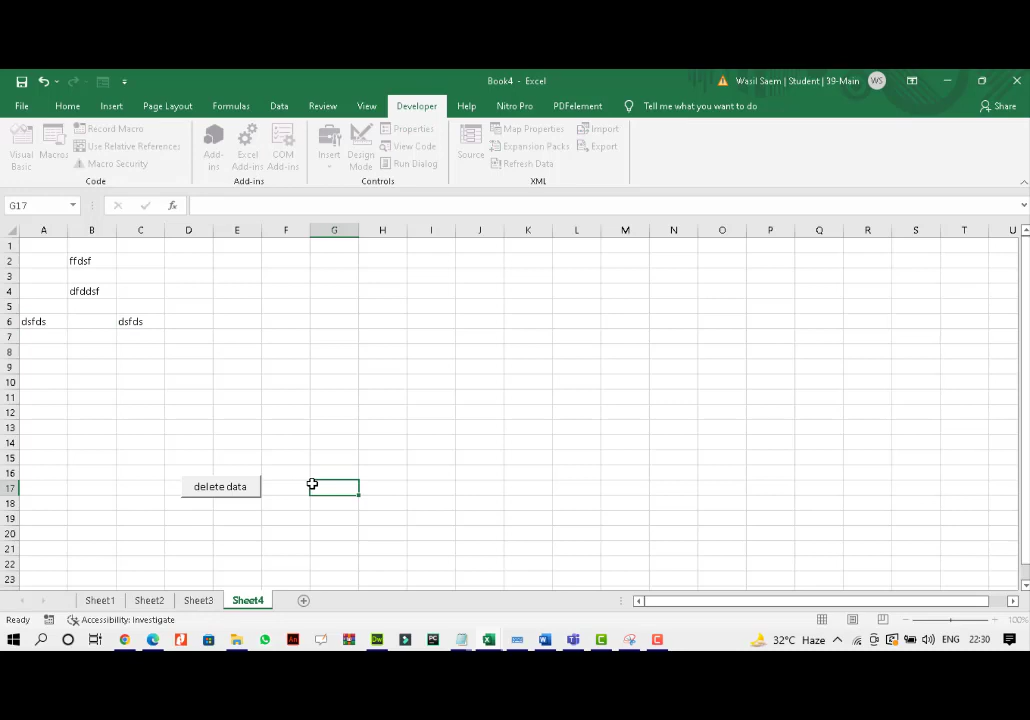 Book4 - Excel
Wasil Saem | Student | 39-Main
WS
File Home Insert Page Layout Formulas Data Review View Developer Help Nitro Pro PDFelement Tell me what you want to do Share
Visual Basic
Macros
Record Macro
Use Relative References
Macro Security
Code
Add-ins
Excel Add-ins
COM Add-ins
Add-ins
Insert
Design Mode
Properties
View Code
Run Dialog
Controls
Source
Map Properties
Expansion Packs
Refresh Data
Import
Export
XML
G17
fx
A B C D E F G H I J K L M N O P Q R S T U
1
2 ffdsf
3
4 dfddsf
5
6 dsfds dsfds
7
8
9
10
11
12
13
14
15
16
17 delete data
18
19
20
21
22
23
Sheet1 Sheet2 Sheet3 Sheet4
Ready Accessibility: Investigate 100%
32°C Haze ENG 22:30